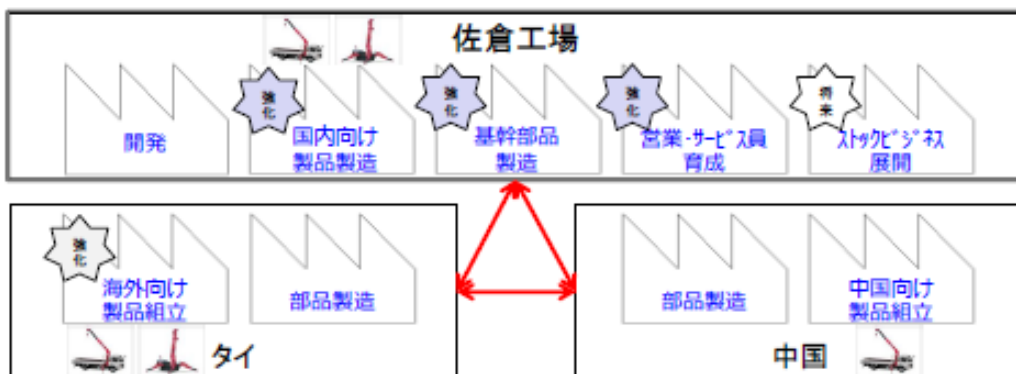 佐倉工場
開発
強化
国内向け
製品製造
強化
基幹部品
製造
強化
営業・ｻｰﾋﾞｽ員
育成
将来
ｽﾄｯｸﾋﾞｼﾞﾈｽ
展開
強化
海外向け
製品組立
部品製造
タイ
部品製造
中国向け
製品組立
中国